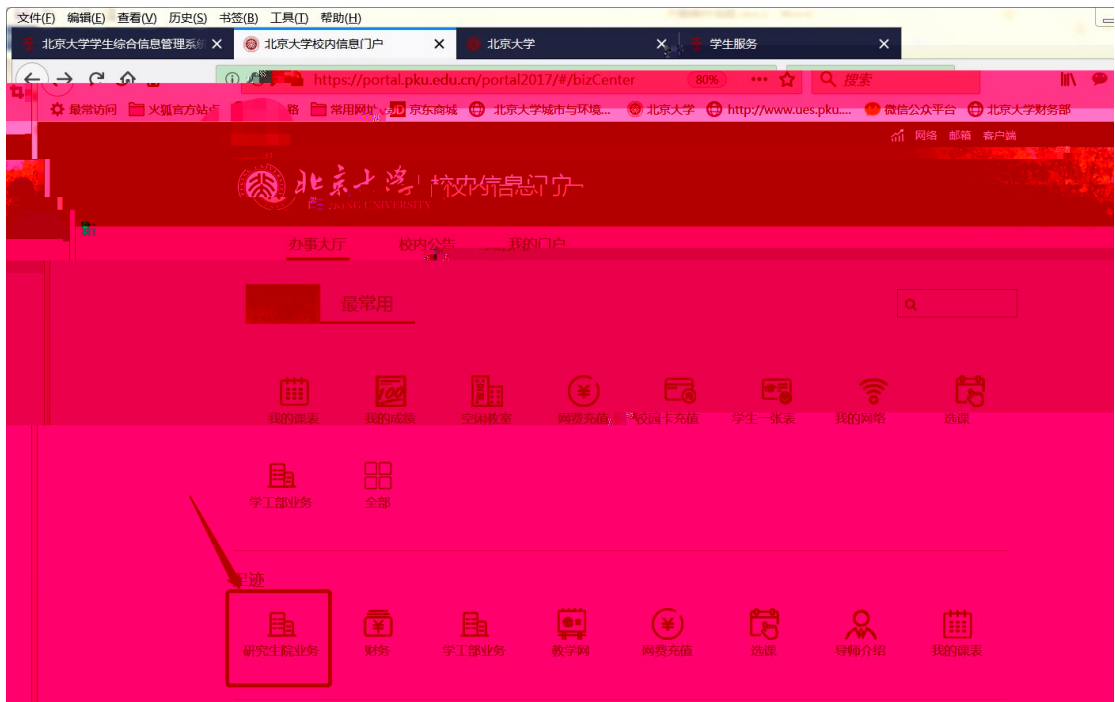 文件(F) 编辑(E) 查看(V) 历史(S) 书签(B) 工具(T) 帮助(H)
北京大学学生综合信息管理系统 北京大学校内信息门户 北京大学 学生服务
https://portal.pku.edu.cn/portal2017/#/bizCenter 80% 搜索
最常访问 火狐官方站点 常用网址 京东商城 北京大学城市与环境... 北京大学 http://www.ues.pku.... 微信公众平台 北京大学财务部
网络 邮箱 客户端
北京大学 校内信息门户
办事大厅 校内公告 我的门户
最常用
我的课表 我的成绩 空闲教室 网费充值 校园卡充值 学生一张表 我的网络 选课
学工部业务 全部
足迹
研究生院业务 财务 学工部业务 教学网 网费充值 选课 导师介绍 我的课表